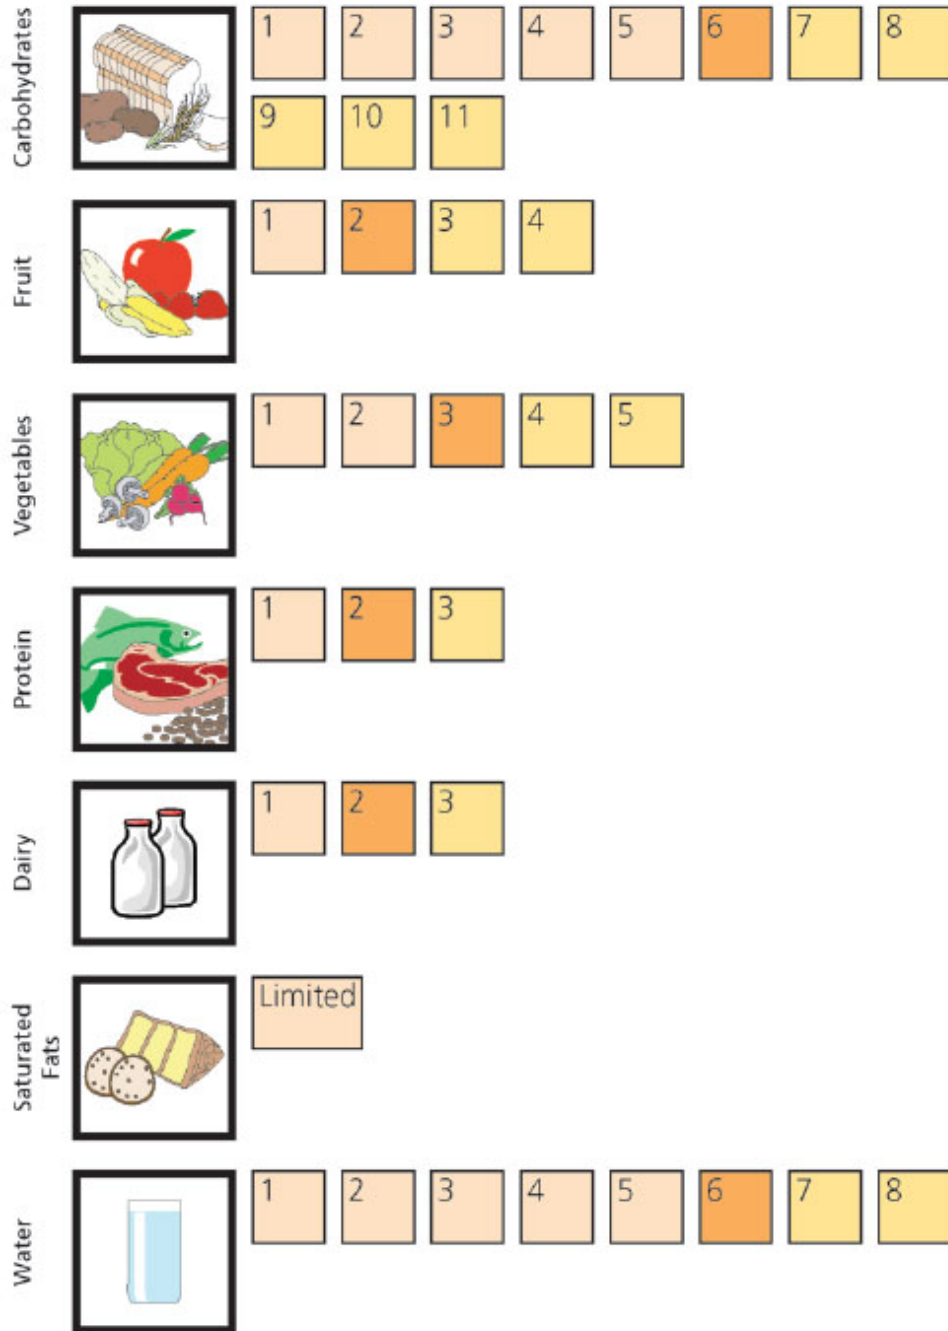 Carbohydrates
1 2 3 4 5 6 7 8
9 10 11
Fruit
1 2 3 4
Vegetables
1 2 3 4 5
Protein
1 2 3
Dairy
1 2 3
Saturated
Fats
Limited
Water
1 2 3 4 5 6 7 8